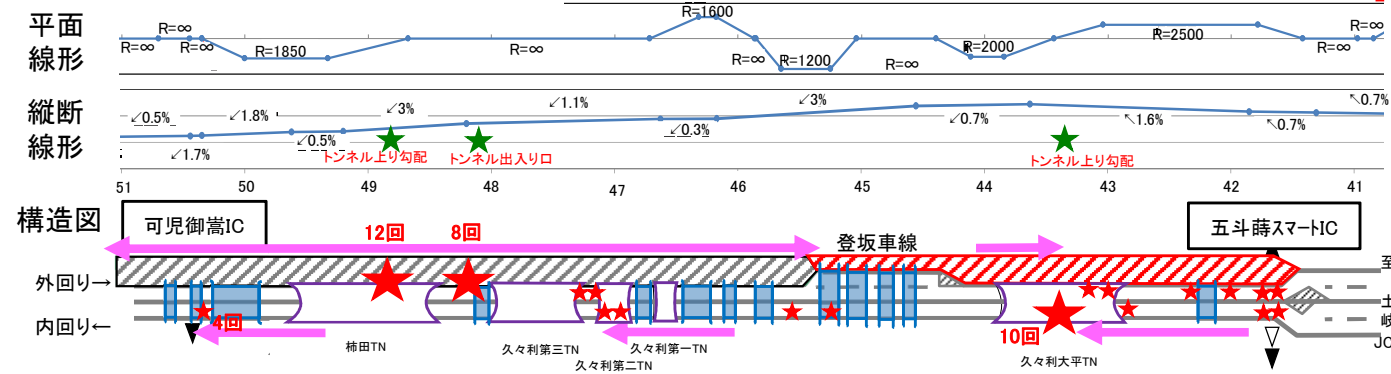 平面
線形
R=∞
R=∞
R=∞
R=1850
R=∞
R=1600
R=∞
R=1200
R=∞
R=2000
R=2500
R=∞
R=∞
縦断
線形
↙0.5%
↙1.7%
↙1.8%
↙0.5%
↙3%
↙1.1%
↙0.3%
↙3%
↙0.7%
↖1.6%
↖0.7%
↖0.7%
トンネル上り勾配
トンネル出入り口
トンネル上り勾配
51 50 49 48 47 46 45 44 43 42 41
構造図
可児御嵩IC
五斗蒔スマートIC
12回
8回
登坂車線
外回り→
内回り←
4回
10回
柿田TN
久々利第三TN
久々利第二TN
久々利第一TN
久々利大平TN
至
土
岐
JC